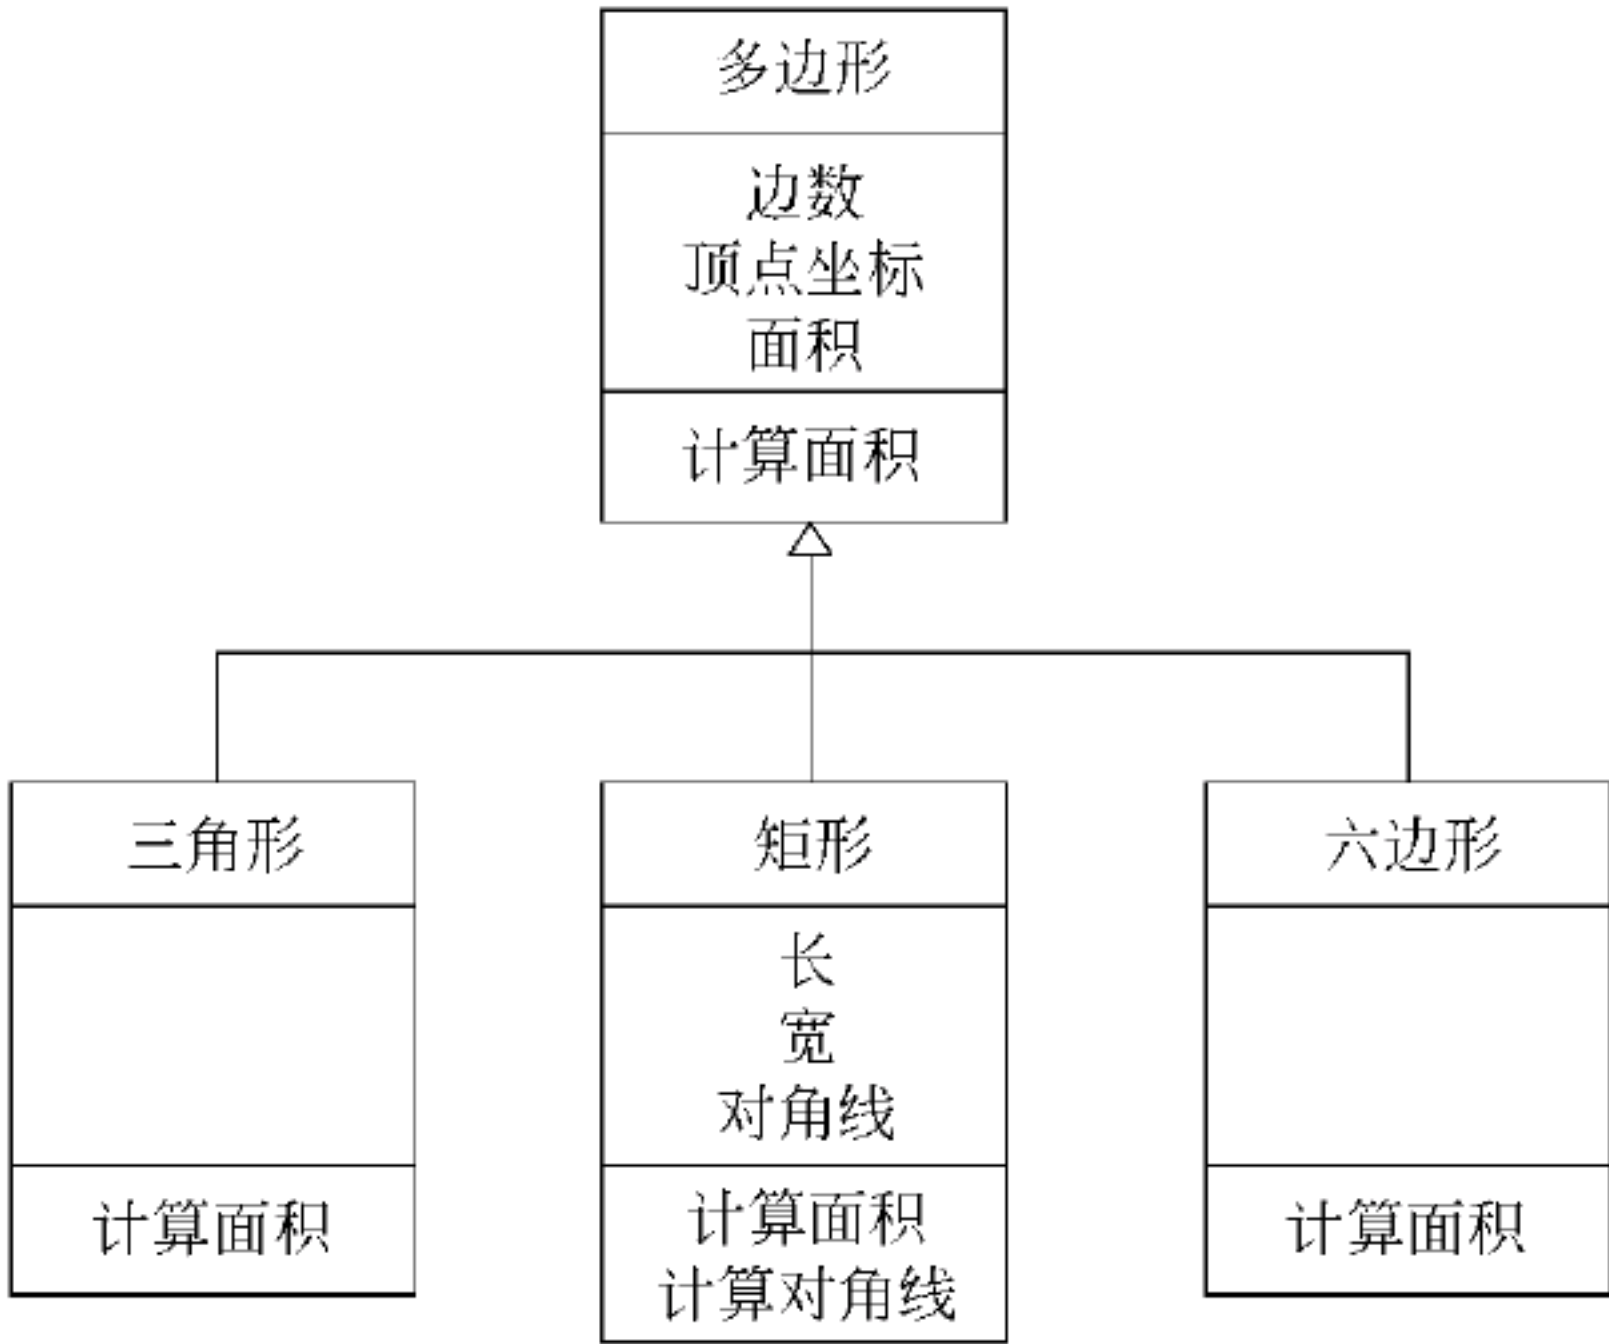 多边形
边数
顶点坐标
面积
计算面积
三角形
计算面积
矩形
长
宽
对角线
计算面积
计算对角线
六边形
计算面积